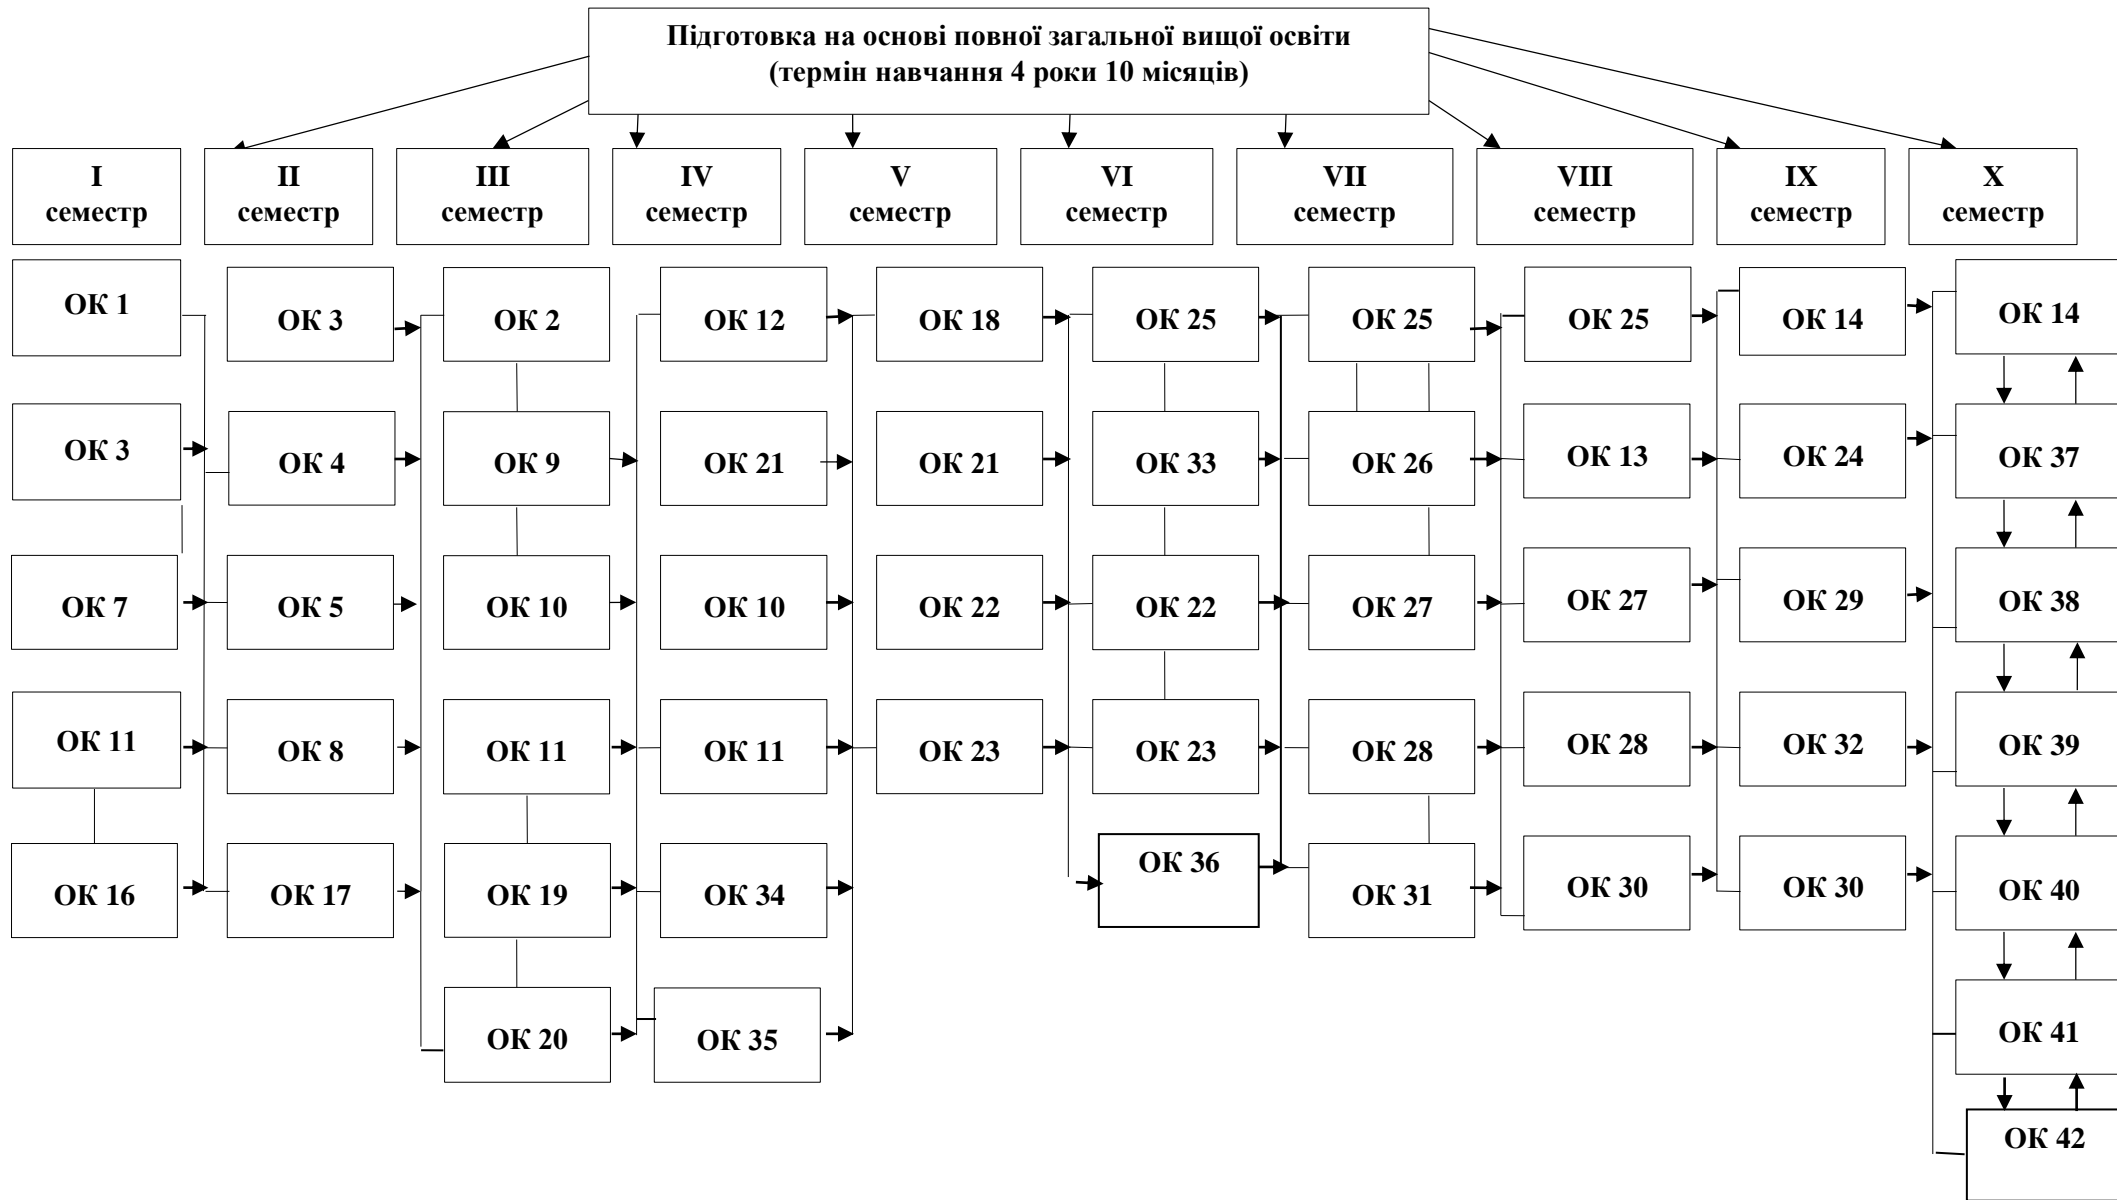 Підготовка на основі повної загальної вищої освіти
(термін навчання 4 роки 10 місяців)
I
семестр
II
семестр
III
семестр
IV
семестр
V
семестр
VI
семестр
VII
семестр
VIII
семестр
IX
семестр
X
семестр
ОК 1
ОК 3
ОК 2
ОК 12
ОК 18
ОК 25
ОК 25
ОК 25
ОК 14
ОК 14
ОК 3
ОК 4
ОК 9
ОК 21
ОК 21
ОК 33
ОК 26
ОК 13
ОК 24
ОК 37
ОК 7
ОК 5
ОК 10
ОК 10
ОК 22
ОК 22
ОК 27
ОК 27
ОК 29
ОК 38
ОК 11
ОК 8
ОК 11
ОК 11
ОК 23
ОК 23
ОК 28
ОК 28
ОК 32
ОК 39
ОК 16
ОК 17
ОК 19
ОК 34
ОК 36
ОК 31
ОК 30
ОК 30
ОК 40
ОК 20
ОК 35
ОК 41
ОК 42